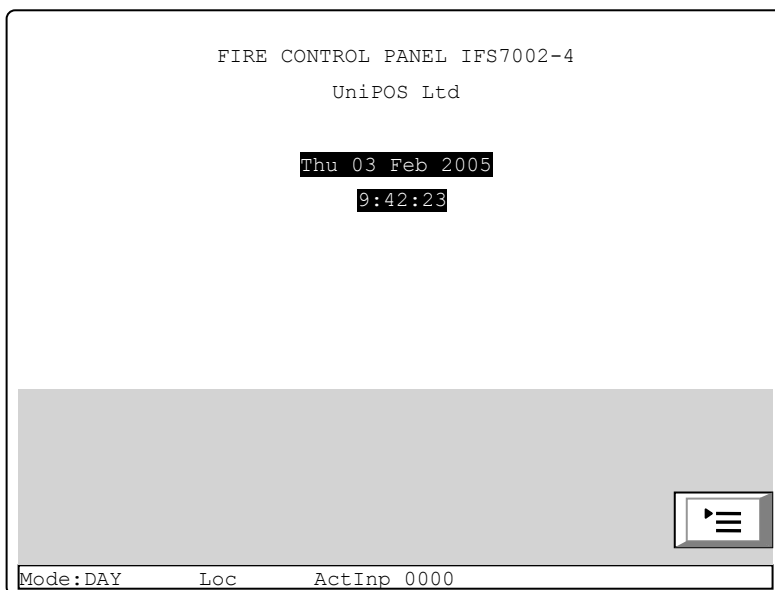 FIRE CONTROL PANEL IFS7002-4
UniPOS Ltd
Thu 03 Feb 2005
9:42:23
Mode:DAY Loc ActInp 0000